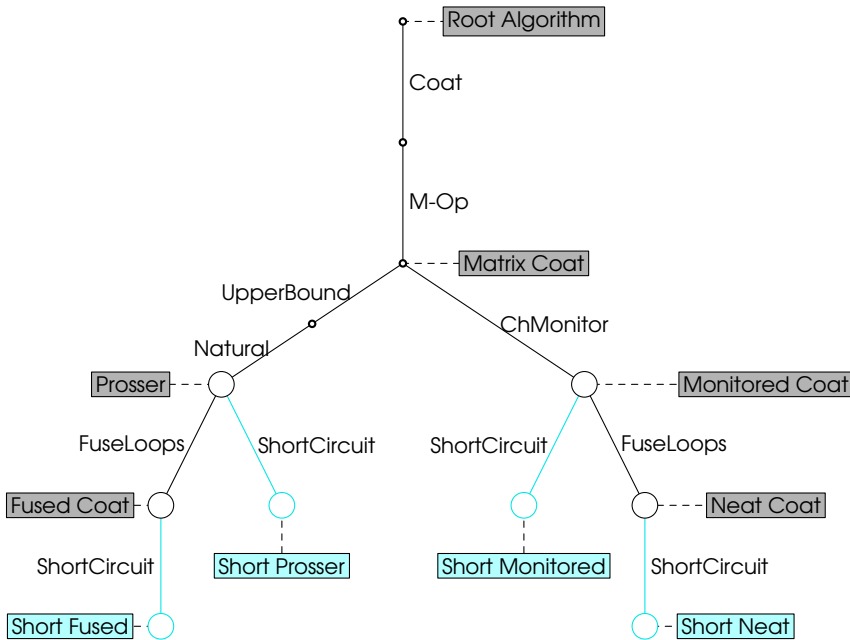 Root Algorithm
Coat
M-Op
Matrix Coat
UpperBound
ChMonitor
Natural
Prosser
Monitored Coat
FuseLoops
ShortCircuit
ShortCircuit
FuseLoops
Fused Coat
Neat Coat
ShortCircuit
Short Prosser
Short Monitored
ShortCircuit
Short Fused
Short Neat